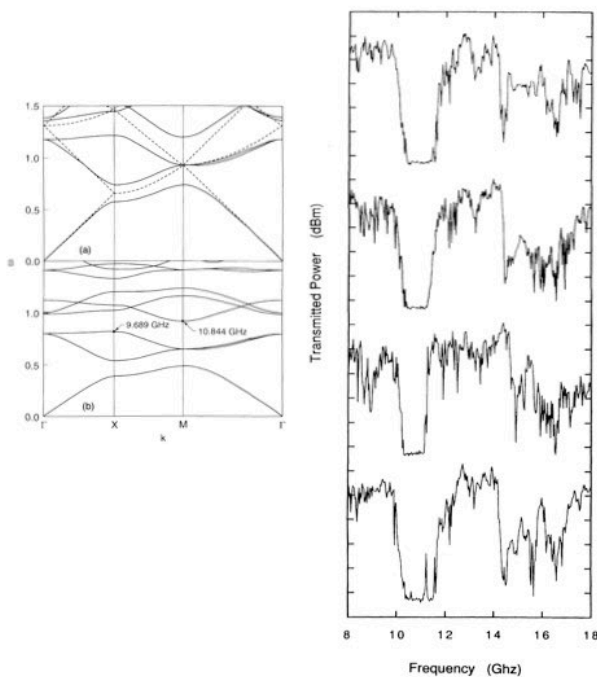 1.5
1.0
0.5
(a)
0.0
1.0
9.689 GHz
10.844 GHz
0.5
(b)
0.0
Γ X M Γ
k
Transmitted Power (dBm)
8 10 12 14 16 18
Frequency (Ghz)